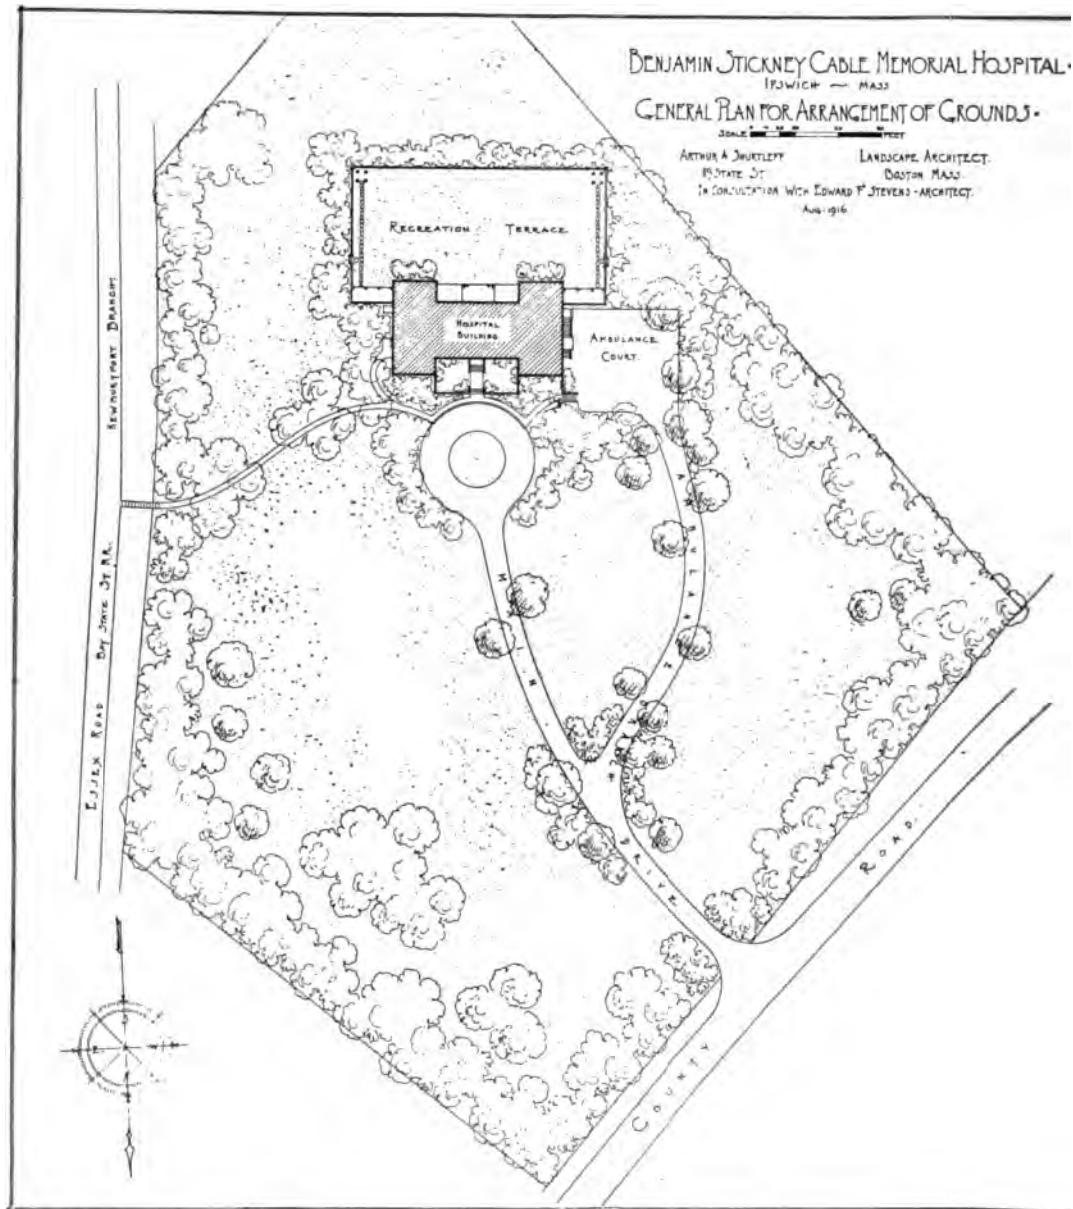 BENJAMIN STICKNEY CABLE MEMORIAL HOSPITAL.
IPSWICH ~ MASS
GENERAL PLAN FOR ARRANGEMENT OF GROUNDS.
SCALE FEET
ARTHUR A SHURTLEFF LANDSCAPE ARCHITECT.
STATE ST BOSTON MASS.
IN CONSULTATION WITH EDWARD F STEVENS - ARCHITECT.
AUG. 1916
RECREATION TERRACE
HOSPITAL
BUILDING
AMBULANCE
COURT.
NEWBURYPORT BRANCH
BAY STATE ST. R.R.
ESSEX ROAD
MAIN DRIVE
AMBULANCE
COUNTY ROAD.